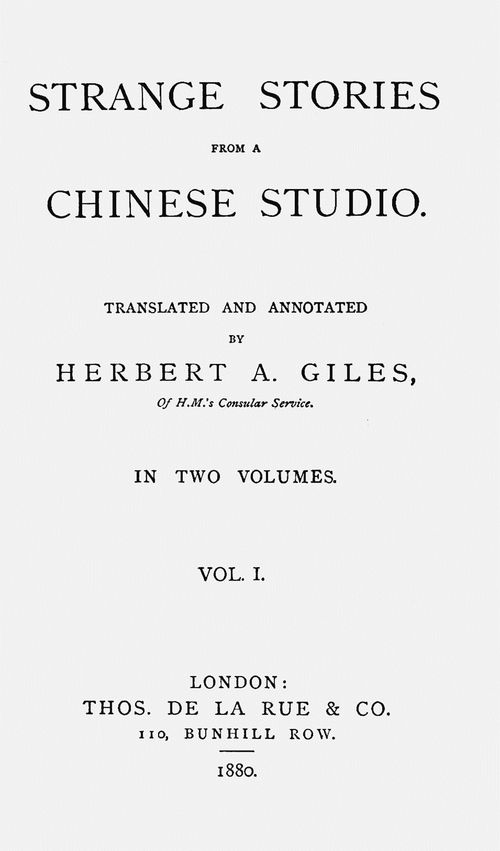 STRANGE STORIES
FROM A
CHINESE STUDIO.
TRANSLATED AND ANNOTATED
BY
HERBERT A. GILES,
Of H.M.'s Consular Service.
IN TWO VOLUMES.
VOL. I.
LONDON:
THOS. DE LA RUE & CO.
110, BUNHILL ROW.
1880.